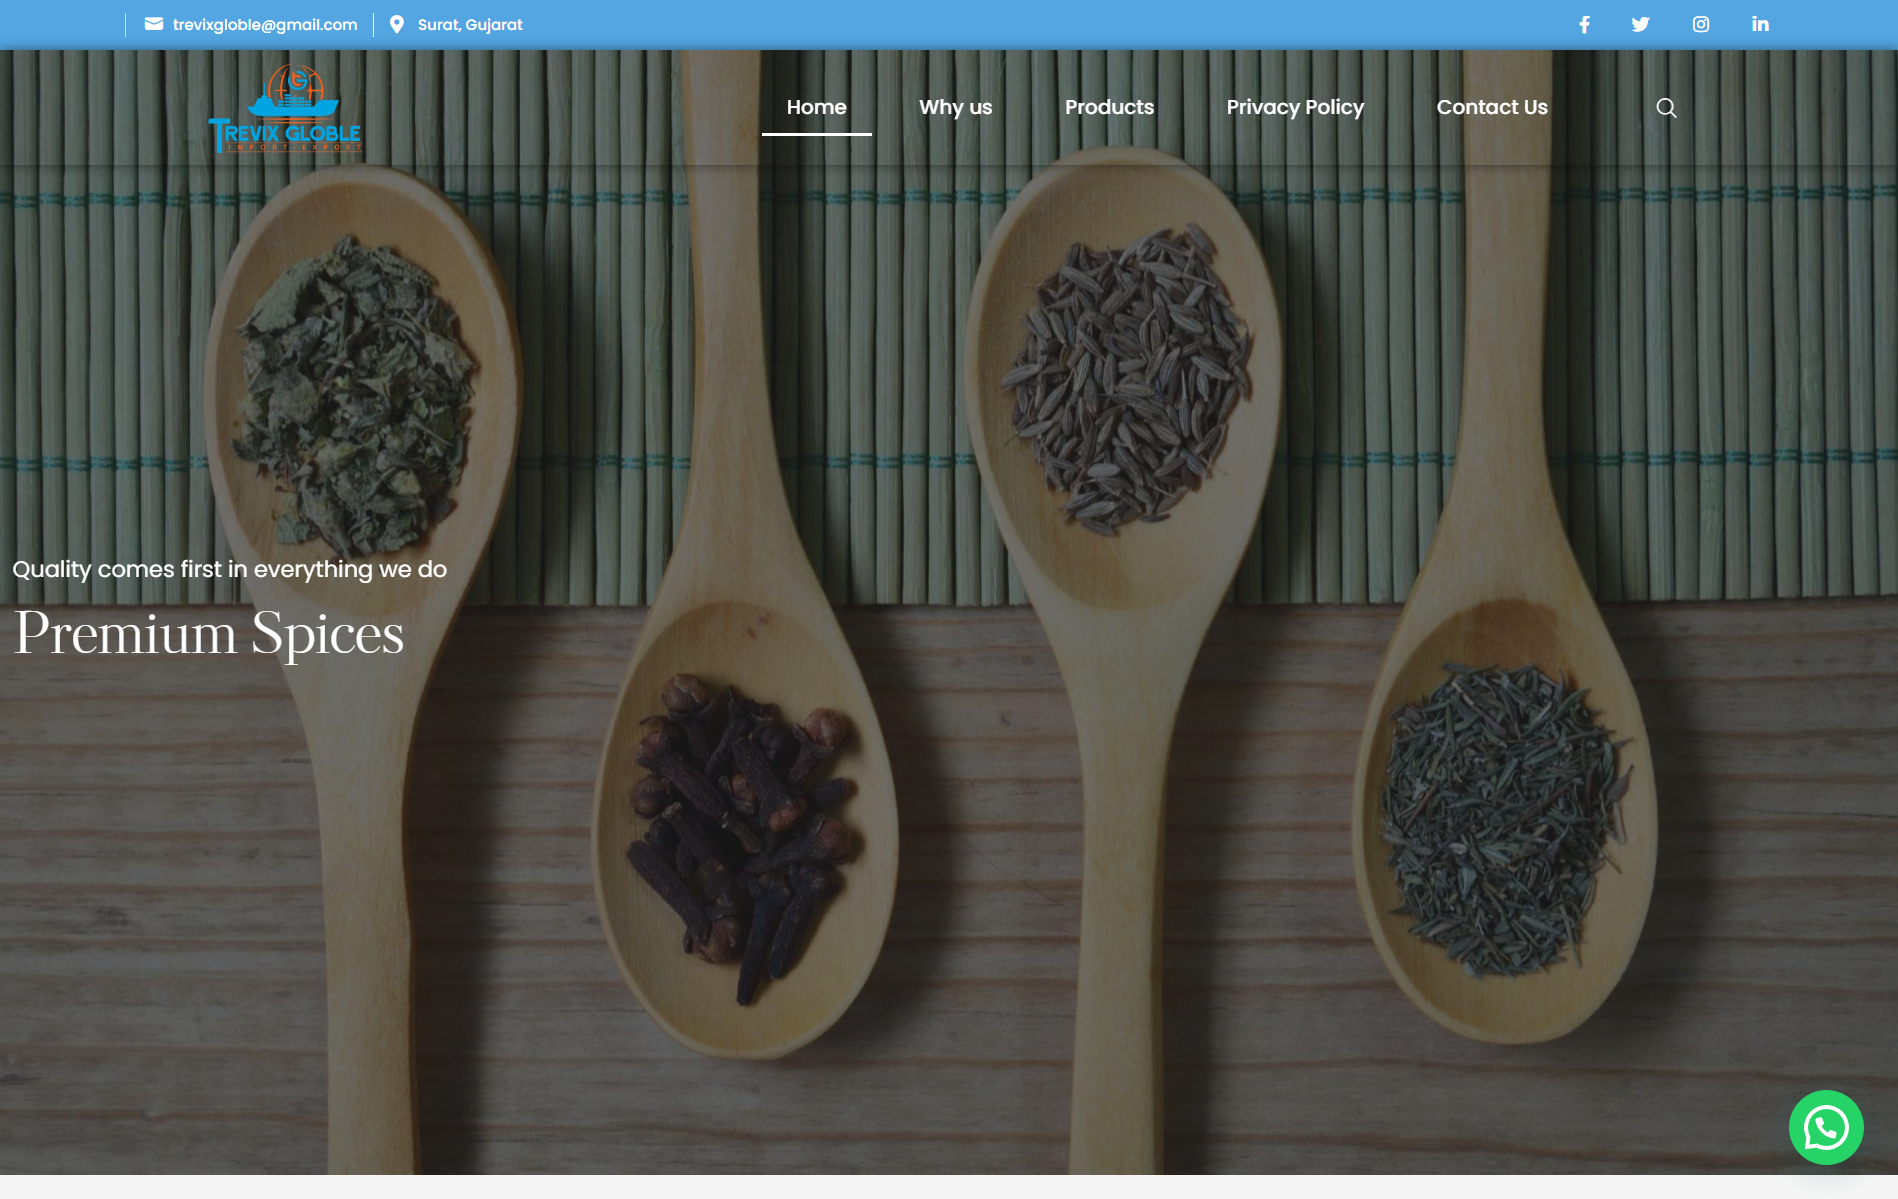 trevixgloble@gmail.com
Surat, Gujarat
TREVIX GLOBLE
IMPORT-EXPORT
Home
Why us
Products
Privacy Policy
Contact Us
Quality comes first in everything we do
Premium Spices